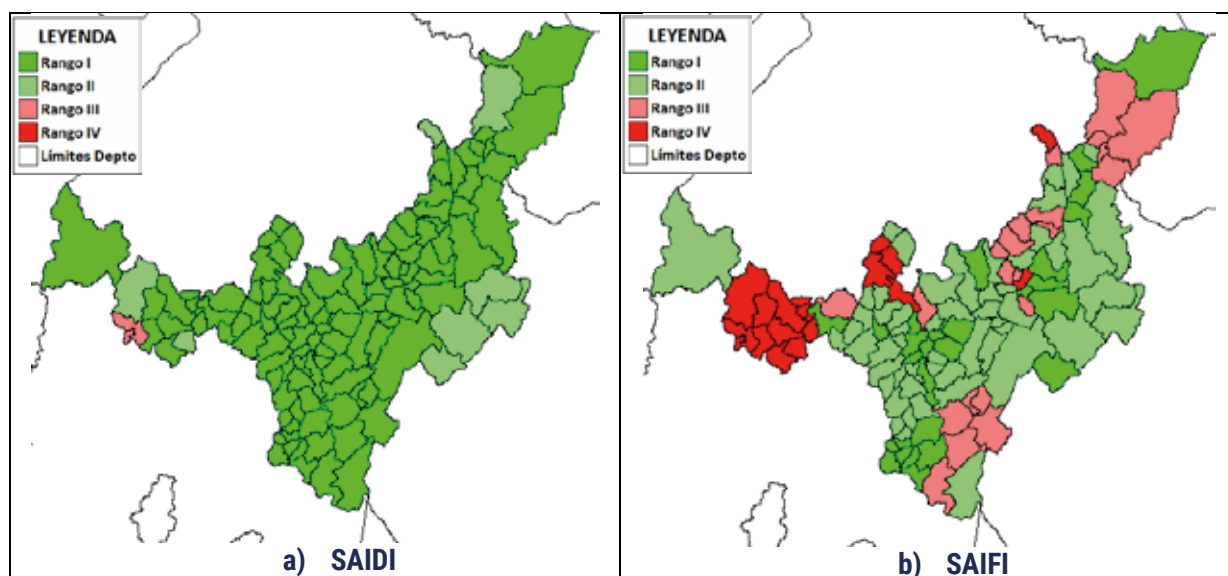 LEYENDA
Rango I
Rango II
Rango III
Rango IV
Límites Depto
a) SAIDI
LEYENDA
Rango I
Rango II
Rango III
Rango IV
Límites Depto
b) SAIFI